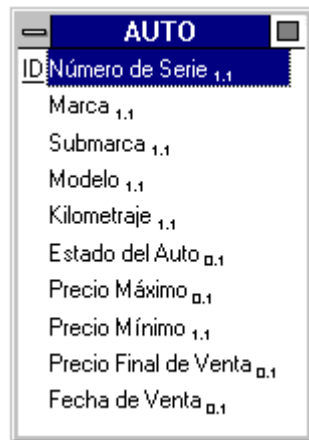 AUTO
ID Número de Serie 1.1
Marca 1.1
Submarca 1.1
Modelo 1.1
Kilometraje 1.1
Estado del Auto 0.1
Precio Máximo 0.1
Precio Mínimo 1.1
Precio Final de Venta 0.1
Fecha de Venta 0.1